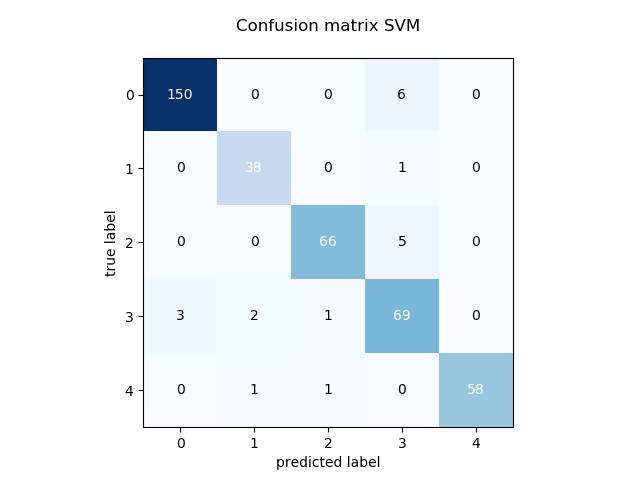 Confusion matrix SVM
0 150 0 0 6 0
1 0 38 0 1 0
true label
2 0 0 66 5 0
3 3 2 1 69 0
4 0 1 1 0 58
0 1 2 3 4
predicted label